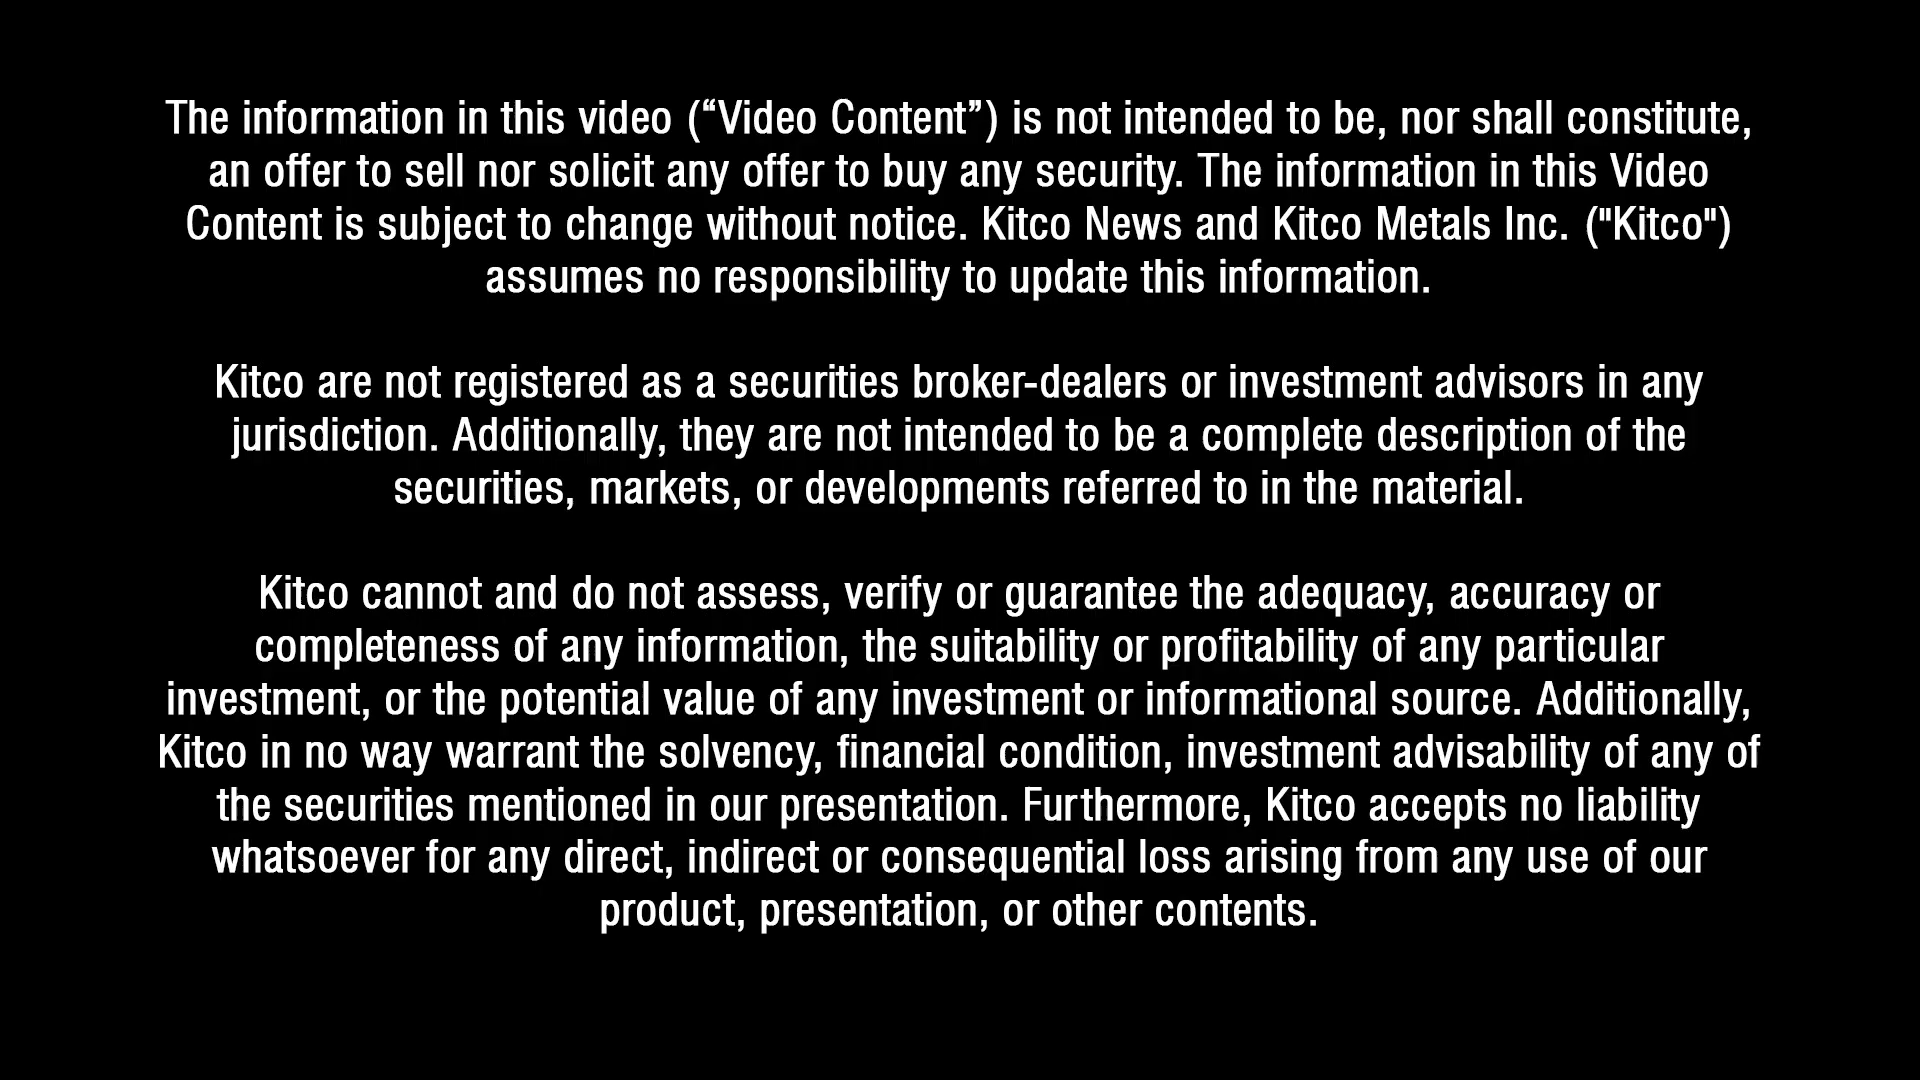 The information in this video (“Video Content”) is not intended to be, nor shall constitute,
an offer to sell nor solicit any offer to buy any security. The information in this Video
Content is subject to change without notice. Kitco News and Kitco Metals Inc. ("Kitco")
assumes no responsibility to update this information.
Kitco are not registered as a securities broker-dealers or investment advisors in any
jurisdiction. Additionally, they are not intended to be a complete description of the
securities, markets, or developments referred to in the material.
Kitco cannot and do not assess, verify or guarantee the adequacy, accuracy or
completeness of any information, the suitability or profitability of any particular
investment, or the potential value of any investment or informational source. Additionally,
Kitco in no way warrant the solvency, financial condition, investment advisability of any of
the securities mentioned in our presentation. Furthermore, Kitco accepts no liability
whatsoever for any direct, indirect or consequential loss arising from any use of our
product, presentation, or other contents.